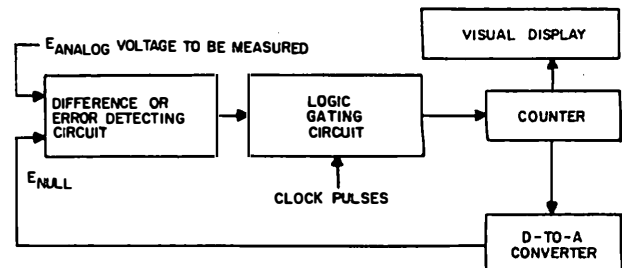 EANALOG VOLTAGE TO BE MEASURED
VISUAL DISPLAY
DIFFERENCE OR
ERROR DETECTING
CIRCUIT
LOGIC
GATING
CIRCUIT
COUNTER
ENULL
CLOCK PULSES
D-TO-A
CONVERTER